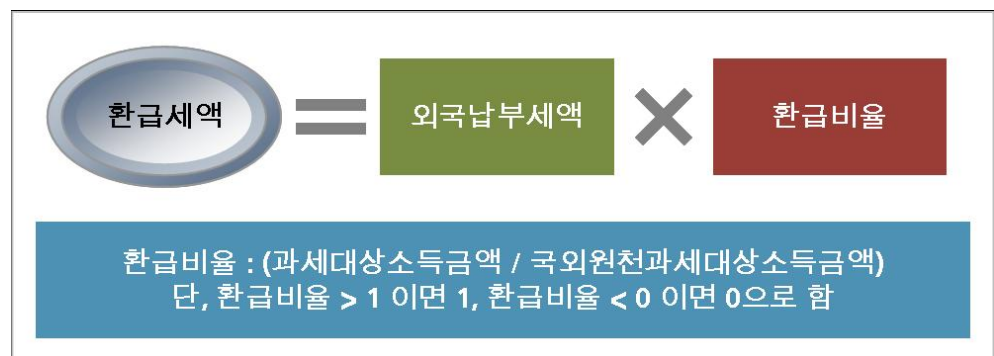 환급세액
외국납부세액
환급비율
환급비율 : (과세대상소득금액 / 국외원천과세대상소득금액)
단, 환급비율 > 1 이면 1, 환급비율 < 0 이면 0으로 함